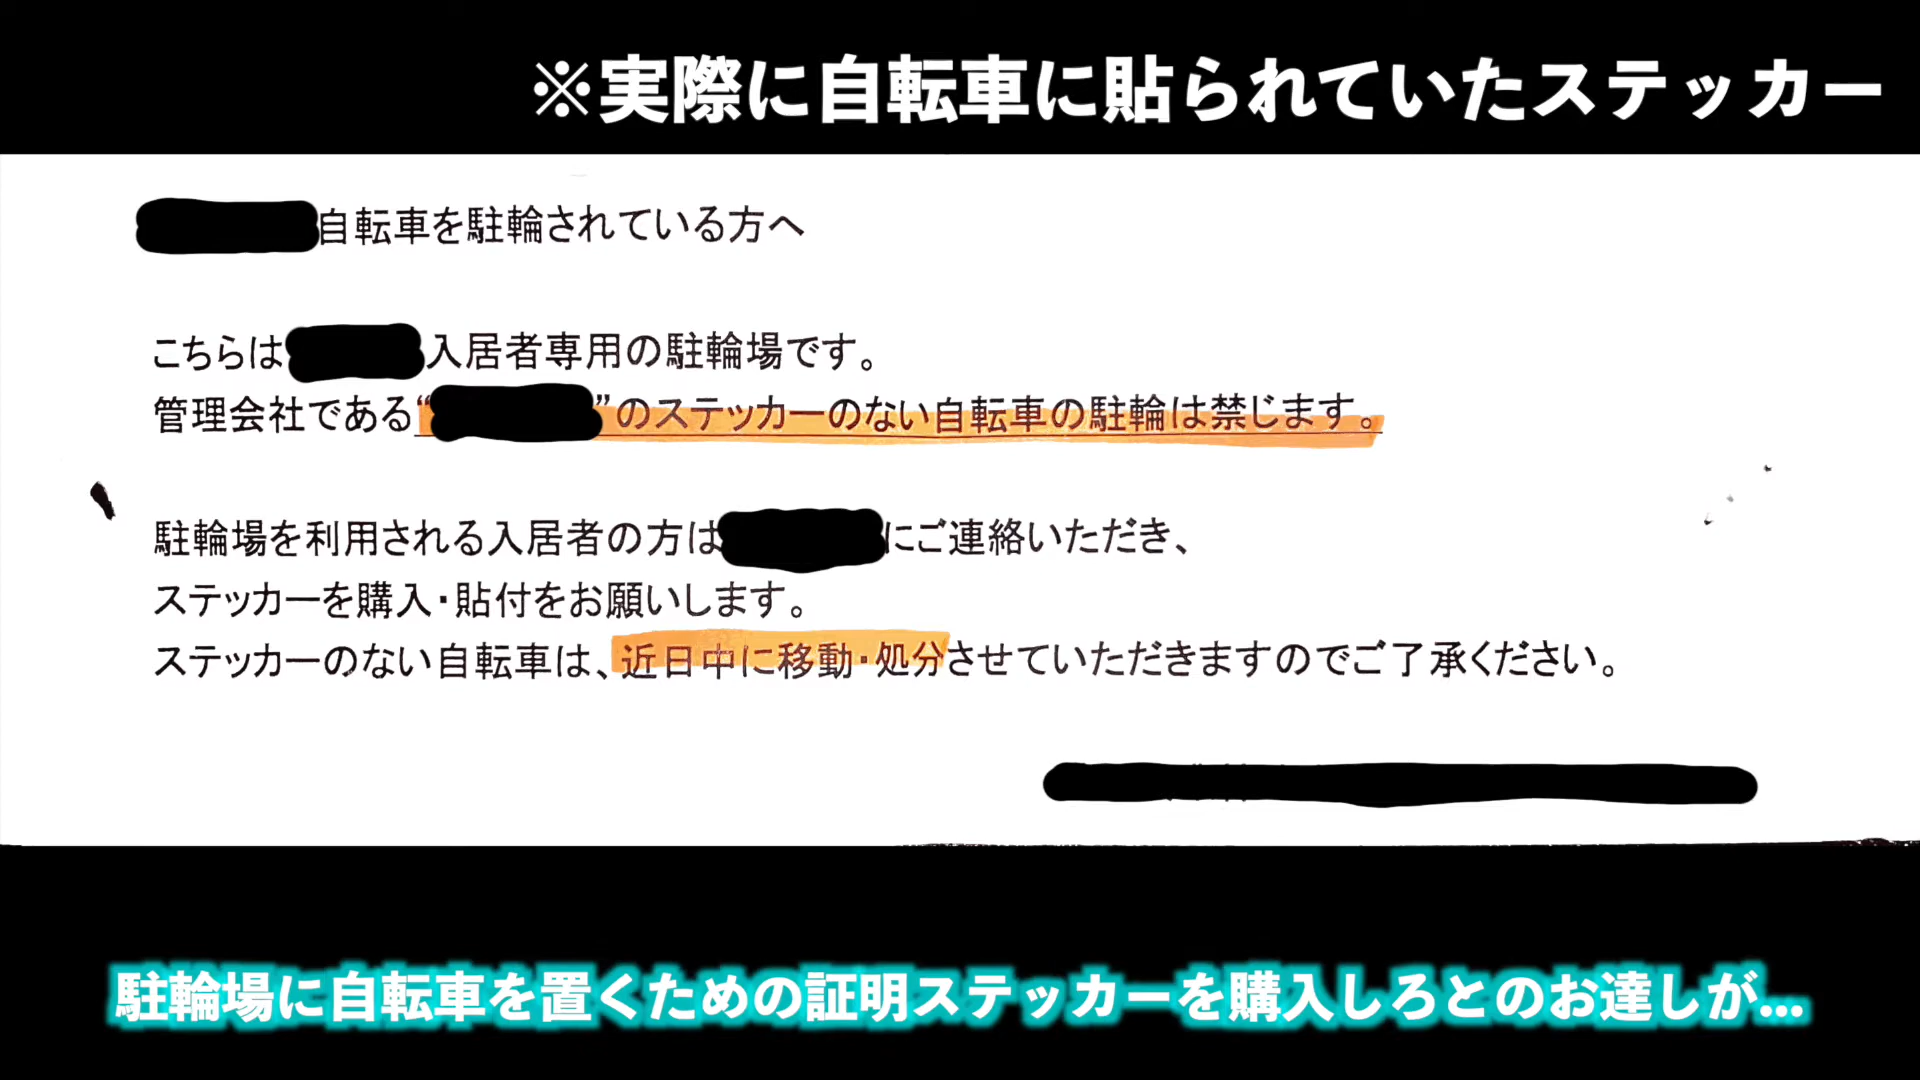 ※実際に自転車に貼られていたステッカー
自転車を駐輪されている方へ
こちらは入居者専用の駐輪場です。
管理会社である“”のステッカーのない自転車の駐輪は禁じます。
駐輪場を利用される入居者の方はにご連絡いただき、
ステッカーを購入・貼付をお願いします。
ステッカーのない自転車は、近日中に移動・処分させていただきますのでご了承ください。
駐輪場に自転車を置くための証明ステッカーを購入しろとのお達しが...